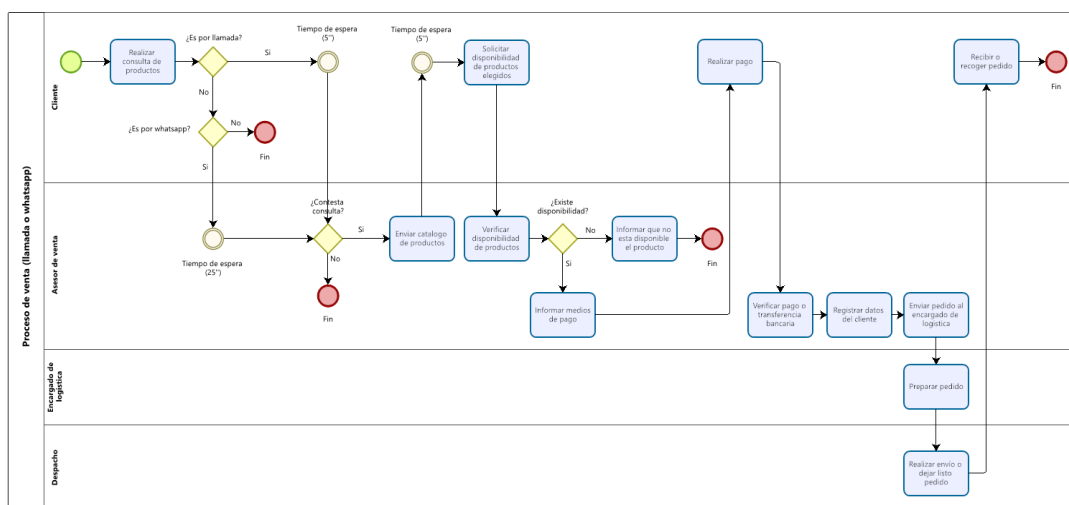 Proceso de venta (llamada o whatsapp)
Cliente
Realizar
consulta de
productos
¿Es por llamada?
Si
No
¿Es por whatsapp?
No
Fin
Si
Tiempo de espera
(5'')
Tiempo de espera
(5'')
Solicitar
disponibilidad
de productos
elegidos
Realizar pago
Recibir o
recoger pedido
Fin
Asesor de venta
Tiempo de espera
(25'')
¿Contesta
consulta?
Si
No
Fin
Enviar catalogo
de productos
Verificar
disponibilidad
de productos
¿Existe
disponibilidad?
No
Si
Informar que no
esta disponible
el producto
Fin
Informar medios
de pago
Verificar pago o
transferencia
bancaria
Registrar datos
del cliente
Enviar pedido al
encargado de
logistica
Encargado de
logística
Preparar pedido
Despacho
Realizar envío o
dejar listo
pedido